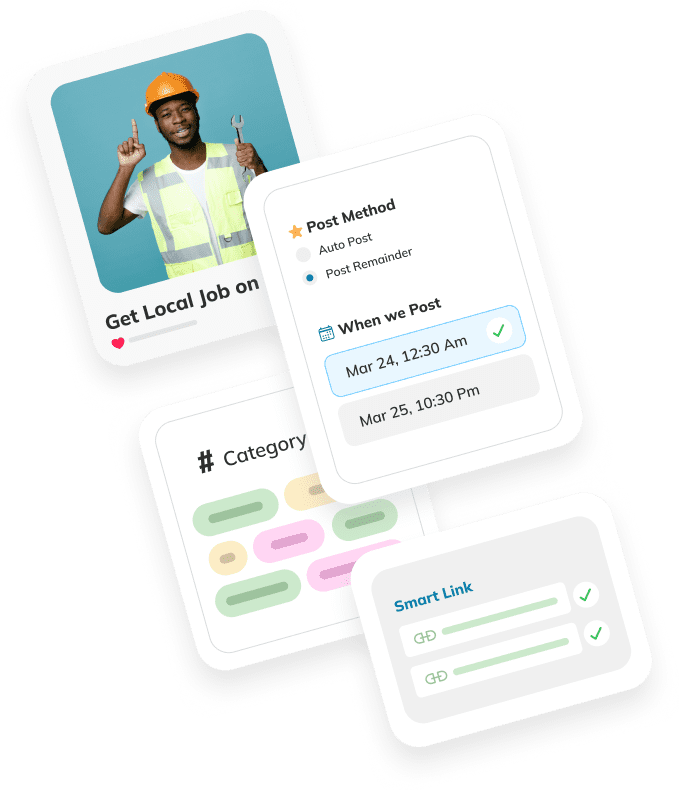 Get Local Job on
Post Method
Auto Post
Post Remainder
When we Post
Mar 24, 12:30 Am
Mar 25, 10:30 Pm
# Category
Smart Link